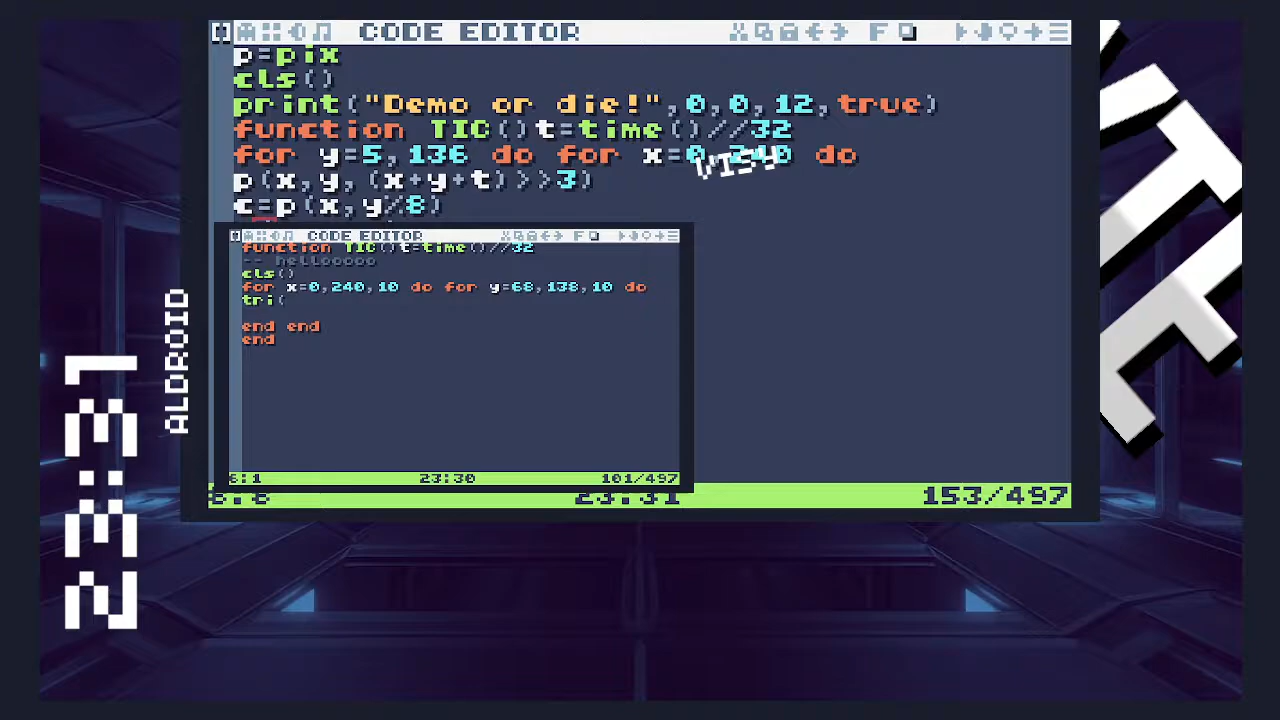 CODE EDITOR
p=pix
cls()
print("Demo or die!",0,0,12,true)
function TIC()t=time()//32
for y=5,136 do for x=0,240 do
p(x,y,(x+y+t)>>3)
c=p(x,y%8)
CODE EDITOR
function TIC()t=time()//32
-- hellooooo
cls()
for x=0,240,10 do for y=68,138,10 do
tri(
end end
end
6:1 23:30 101/497
23:31 153/497
23:31
ALDROID